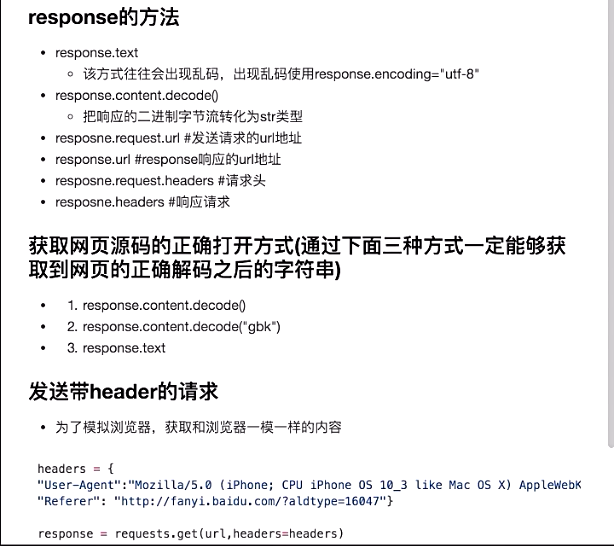 response的方法
response.text
该方式往往会出现乱码，出现乱码使用response.encoding="utf-8"
response.content.decode()
把响应的二进制字节流转化为str类型
resposne.request.url #发送请求的url地址
response.url #response响应的url地址
resposne.request.headers #请求头
resposne.headers #响应请求
获取网页源码的正确打开方式(通过下面三种方式一定能够获
取到网页的正确解码之后的字符串)
1. response.content.decode()
2. response.content.decode("gbk")
3. response.text
发送带header的请求
为了模拟浏览器，获取和浏览器一模一样的内容
headers = {
"User-Agent":"Mozilla/5.0 (iPhone; CPU iPhone OS 10_3 like Mac OS X) AppleWebK
"Referer": "http://fanyi.baidu.com/?aldtype=16047"}
response = requests.get(url,headers=headers)